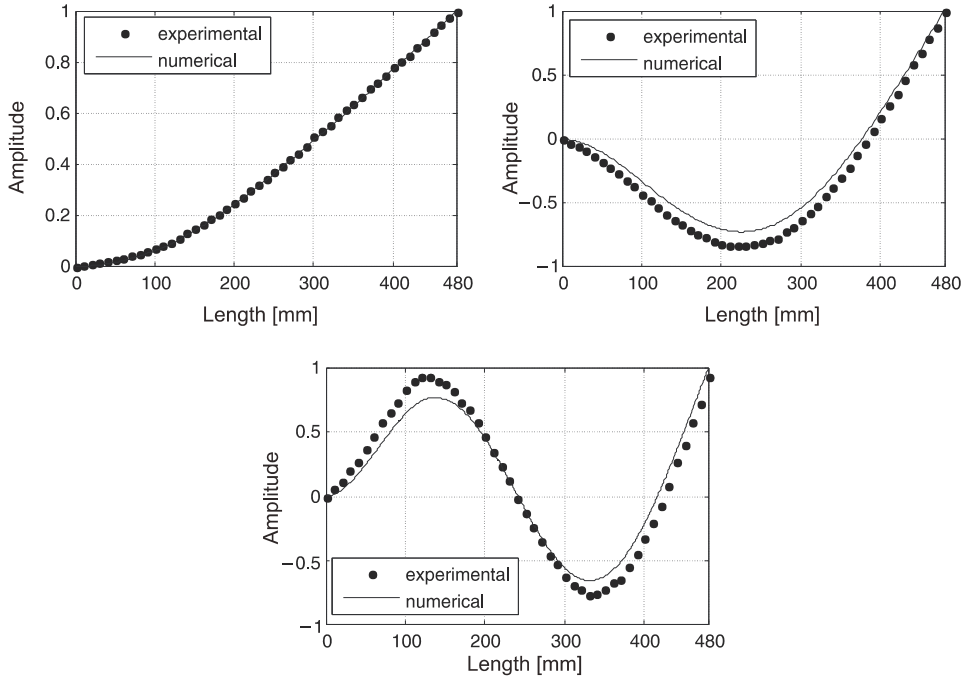 1
0.8
0.6
0.4
0.2
0
Amplitude
experimental
numerical
0 100 200 300 400 480
Length [mm]
1
0.5
0
−0.5
−1
Amplitude
experimental
numerical
0 100 200 300 400 480
Length [mm]
1
0.5
0
−0.5
−1
Amplitude
experimental
numerical
0 100 200 300 400 480
Length [mm]